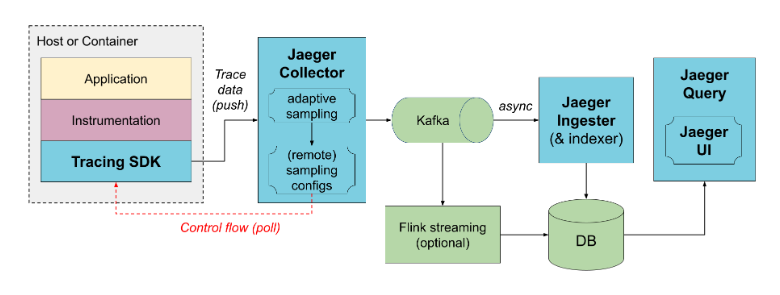 Host or Container
Application
Instrumentation
Tracing SDK
Trace
data
(push)
Jaeger
Collector
adaptive
sampling
(remote)
sampling
configs
Control flow (poll)
Kafka
async
Jaeger
Ingester
(& indexer)
Flink streaming
(optional)
DB
Jaeger
Query
Jaeger
UI